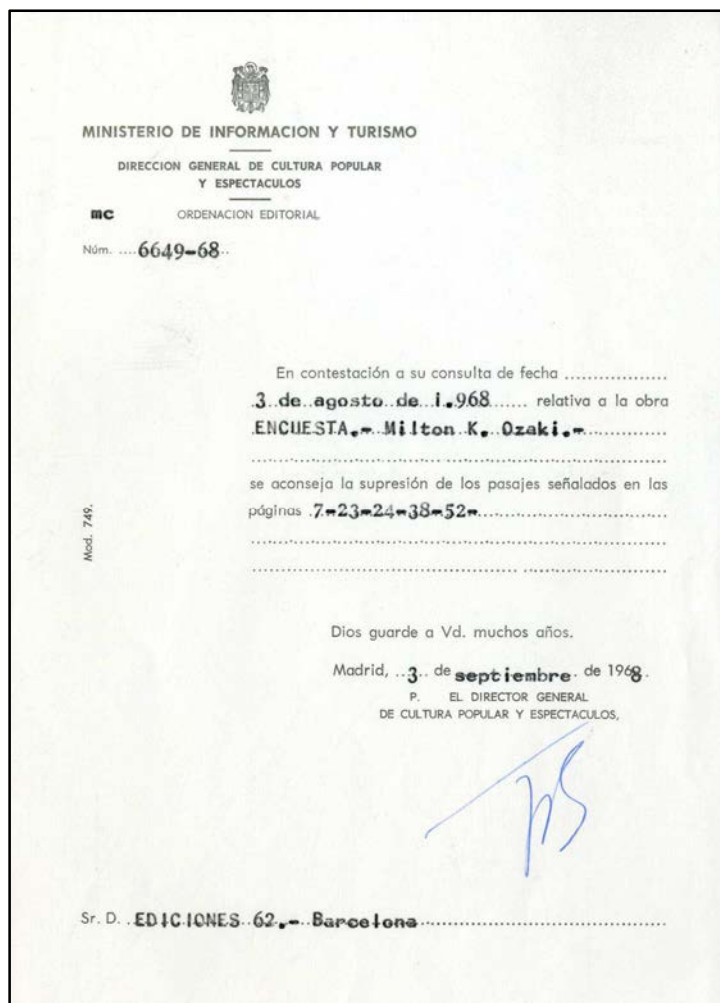 MINISTERIO DE INFORMACION Y TURISMO
DIRECCION GENERAL DE CULTURA POPULAR
Y ESPECTACULOS
mc ORDENACION EDITORIAL
Núm. ....6649-68..
En contestación a su consulta de fecha .................
.3..de..agosto..de..i.968....... relativa a la obra
ENCUESTA.- Milton K. Ozaki.-
se aconseja la supresión de los pasajes señalados en las
páginas .7-23-24-38-52-
Mod. 749.
Dios guarde a Vd. muchos años.
Madrid, ..3.. de septiembre. de 1968.
P. EL DIRECTOR GENERAL
DE CULTURA POPULAR Y ESPECTACULOS,
Sr. D. ..EDICIONES..62.-..Barcelona